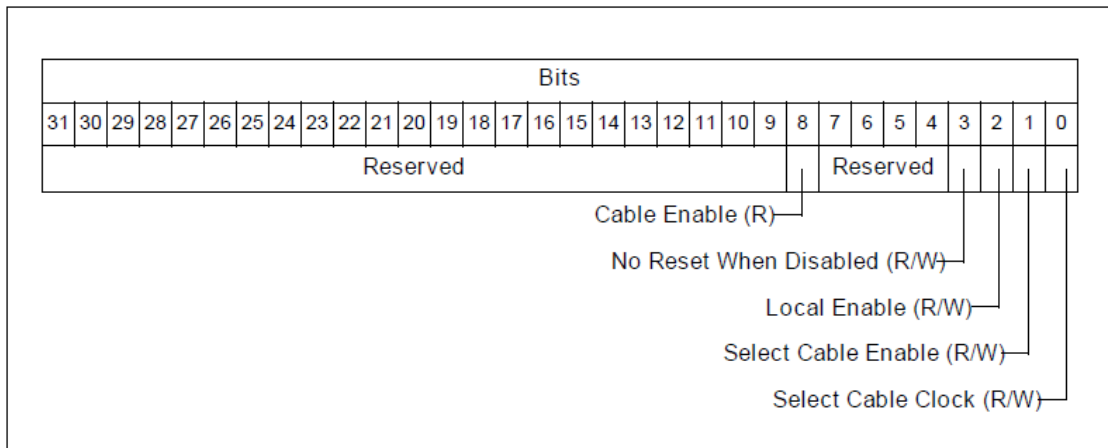 Bits
31 30 29 28 27 26 25 24 23 22 21 20 19 18 17 16 15 14 13 12 11 10 9 8 7 6 5 4 3 2 1 0
Reserved Reserved
Cable Enable (R)
No Reset When Disabled (R/W)
Local Enable (R/W)
Select Cable Enable (R/W)
Select Cable Clock (R/W)